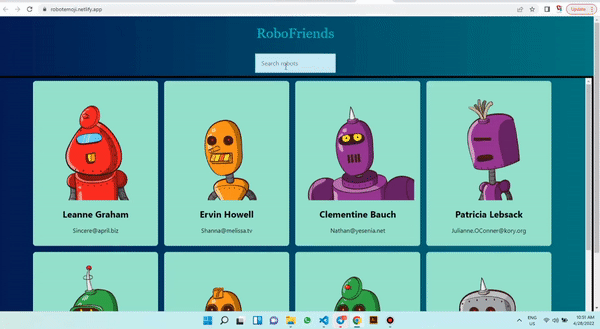 robotemoji.netlify.app
Update
RoboFriends
Search robots
Leanne Graham
Ervin Howell
Clementine Bauch
Patricia Lebsack
Sincere@april.biz
Shanna@melissa.tv
Nathan@yesenia.net
Julianne.OConner@kory.org
ENG
US
10:51 AM
4/28/2022